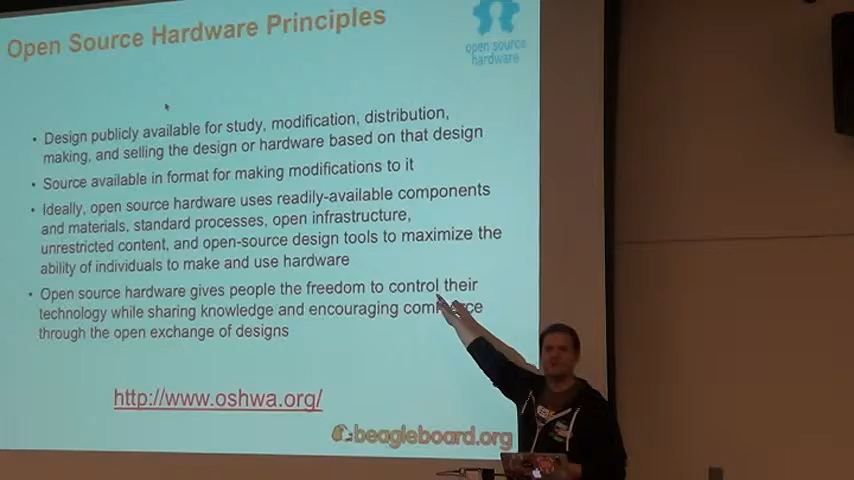 Open Source Hardware Principles
open source
hardware
• Design publicly available for study, modification, distribution,
making, and selling the design or hardware based on that design
• Source available in format for making modifications to it
• Ideally, open source hardware uses readily-available components
and materials, standard processes, open infrastructure,
unrestricted content, and open-source design tools to maximize the
ability of individuals to make and use hardware
• Open source hardware gives people the freedom to control their
technology while sharing knowledge and encouraging commerce
through the open exchange of designs
http://www.oshwa.org/
beagleboard.org